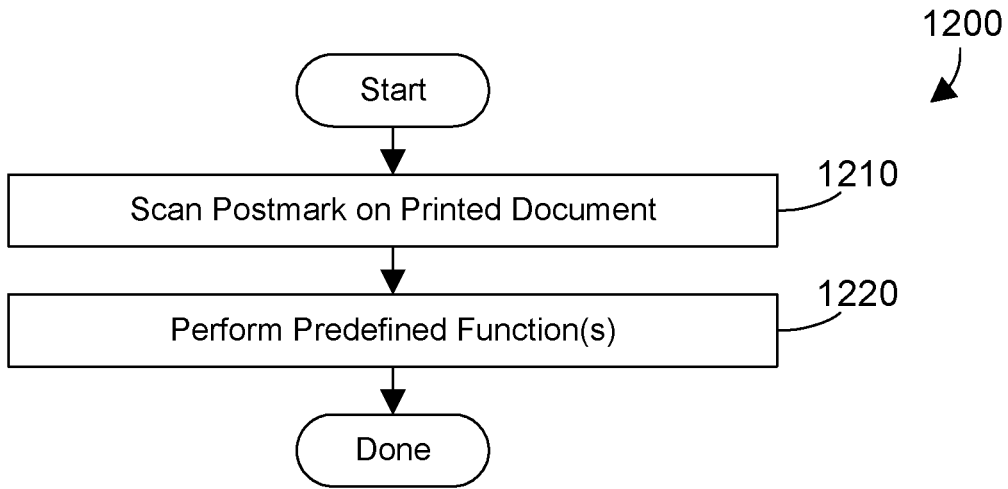 1200
Start
1210
Scan Postmark on Printed Document
1220
Perform Predefined Function(s)
Done